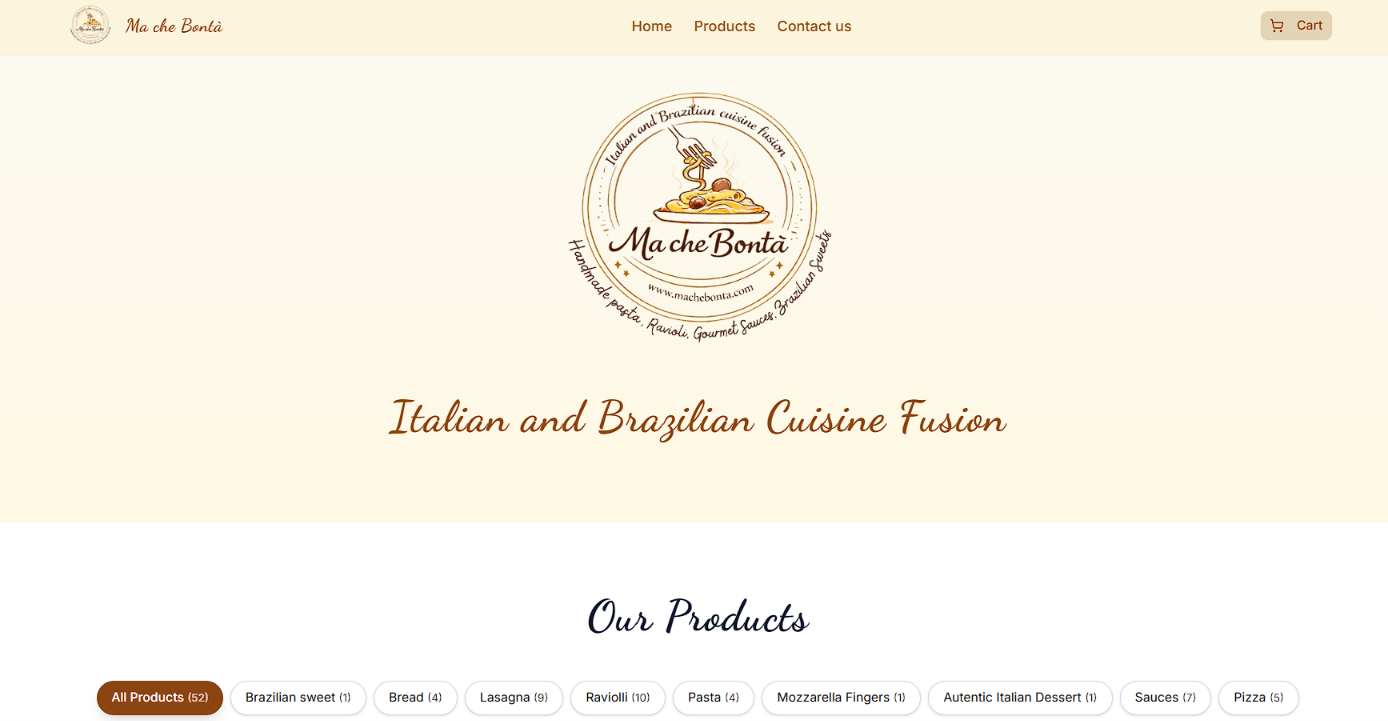 Ma che Bontà
Home
Products
Contact us
Cart
Italian and Brazilian cuisine fusion
Ma che Bontà
www.machebonta.com
Handmade pasta, Ravioli, Gourmet Sauces, Brazilian Sweets
Italian and Brazilian Cuisine Fusion
Our Products
All Products (52)
Brazilian sweet (1)
Bread (4)
Lasagna (9)
Raviolli (10)
Pasta (4)
Mozzarella Fingers (1)
Autentic Italian Dessert (1)
Sauces (7)
Pizza (5)